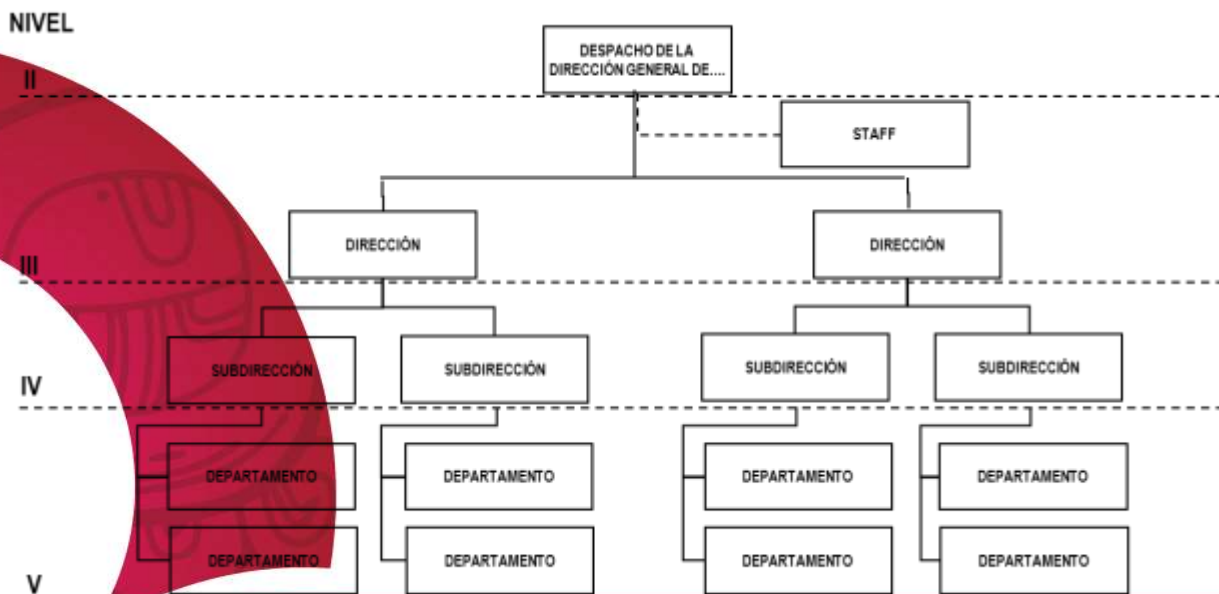 NIVEL
DESPACHO DE LA
DIRECCIÓN GENERAL DE....
II
STAFF
DIRECCIÓN
DIRECCIÓN
III
SUBDIRECCIÓN
SUBDIRECCIÓN
SUBDIRECCIÓN
SUBDIRECCIÓN
IV
DEPARTAMENTO
DEPARTAMENTO
DEPARTAMENTO
DEPARTAMENTO
DEPARTAMENTO
DEPARTAMENTO
DEPARTAMENTO
DEPARTAMENTO
V